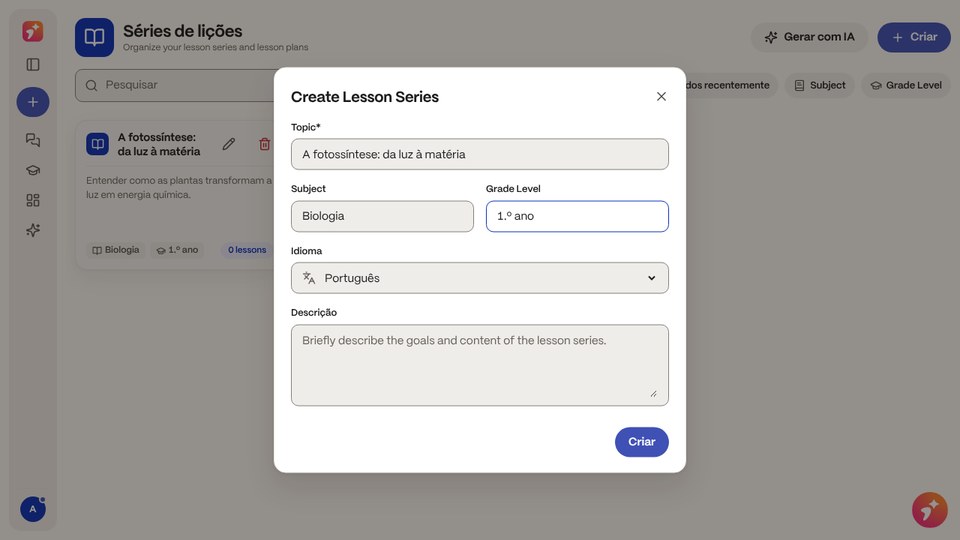 Séries de lições
Organize your lesson series and lesson plans
Gerar com IA
Criar
Pesquisar
dos recentemente
Subject
Grade Level
A fotossíntese:
da luz à matéria
Entender como as plantas transformam a
luz em energia química.
Biologia
1.º ano
0 lessons
Create Lesson Series
Topic*
A fotossíntese: da luz à matéria
Subject
Grade Level
Biologia
1.º ano
Idioma
Português
Descrição
Briefly describe the goals and content of the lesson series.
Criar
A